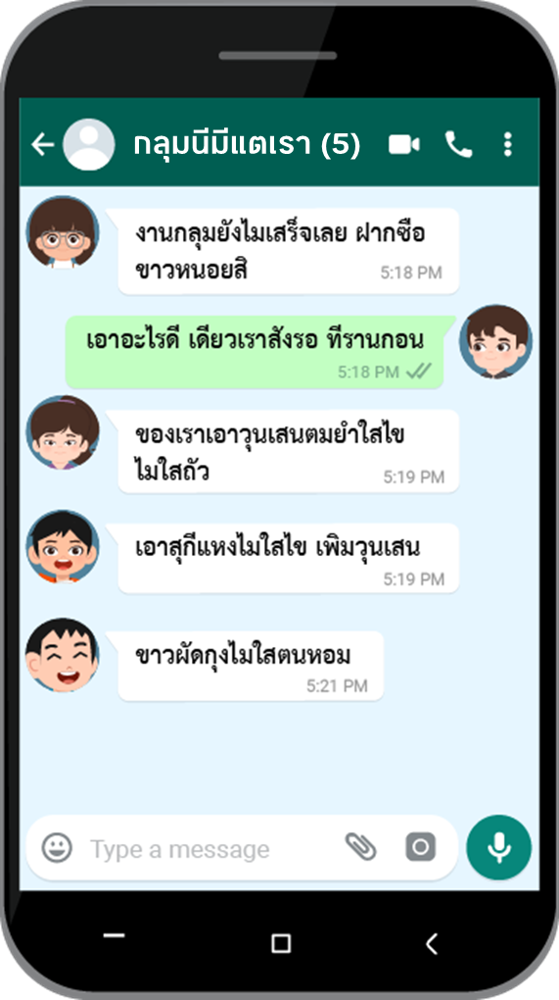 กลุมนีมีแตเรา (5)
งานกลุมยังไมเสร็จเลย ฝากซือ
ขาวหนอยสิ
5:18 PM
เอาอะไรดี เดียวเราสังรอ ทีรานกอน
5:18 PM
ของเราเอาวุนเสนตมยำใสไข
ไมใสถัว
5:19 PM
เอาสุกีแหงไมใสไข เพิมวุนเสน
5:19 PM
ขาวผัดกุงไมใสตนหอม
5:21 PM
Type a message